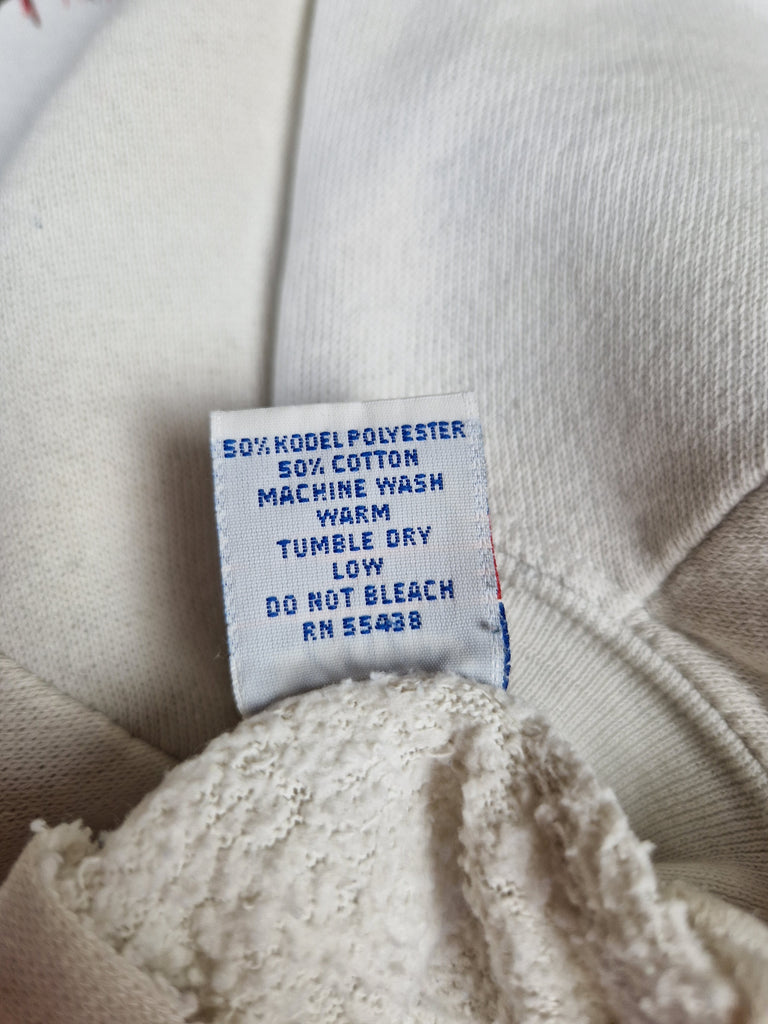 50% KODEL POLYESTER
50% COTTON
MACHINE WASH
WARM
TUMBLE DRY
LOW
DO NOT BLEACH
RN 55438